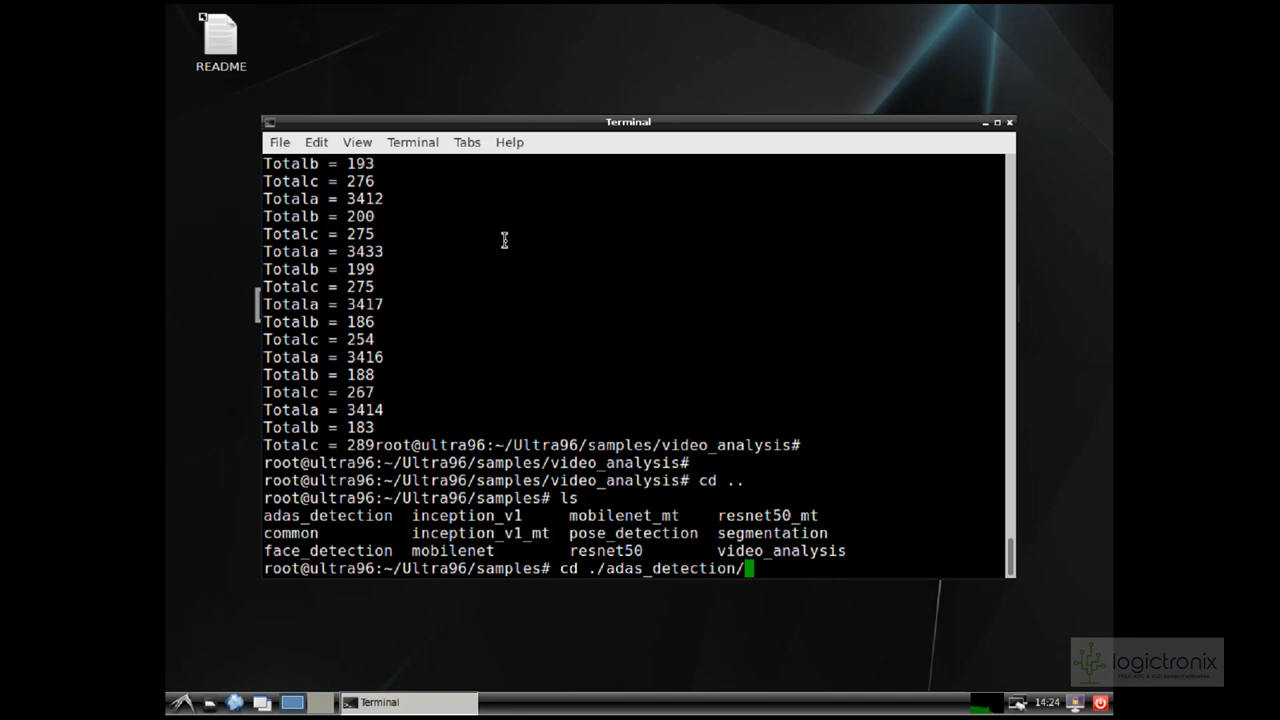 README
Terminal
File Edit View Terminal Tabs Help
Totalb = 193
Totalc = 276
Totala = 3412
Totalb = 200
Totalc = 275
Totala = 3433
Totalb = 199
Totalc = 275
Totala = 3417
Totalb = 186
Totalc = 254
Totala = 3416
Totalb = 188
Totalc = 267
Totala = 3414
Totalb = 183
Totalc = 289root@ultra96:~/Ultra96/samples/video_analysis#
root@ultra96:~/Ultra96/samples/video_analysis#
root@ultra96:~/Ultra96/samples/video_analysis# cd ..
root@ultra96:~/Ultra96/samples# ls
adas_detection inception_v1 mobilenet_mt resnet50_mt
common inception_v1_mt pose_detection segmentation
face_detection mobilenet resnet50 video_analysis
root@ultra96:~/Ultra96/samples# cd ./adas_detection/
logictronix
Terminal
14:24